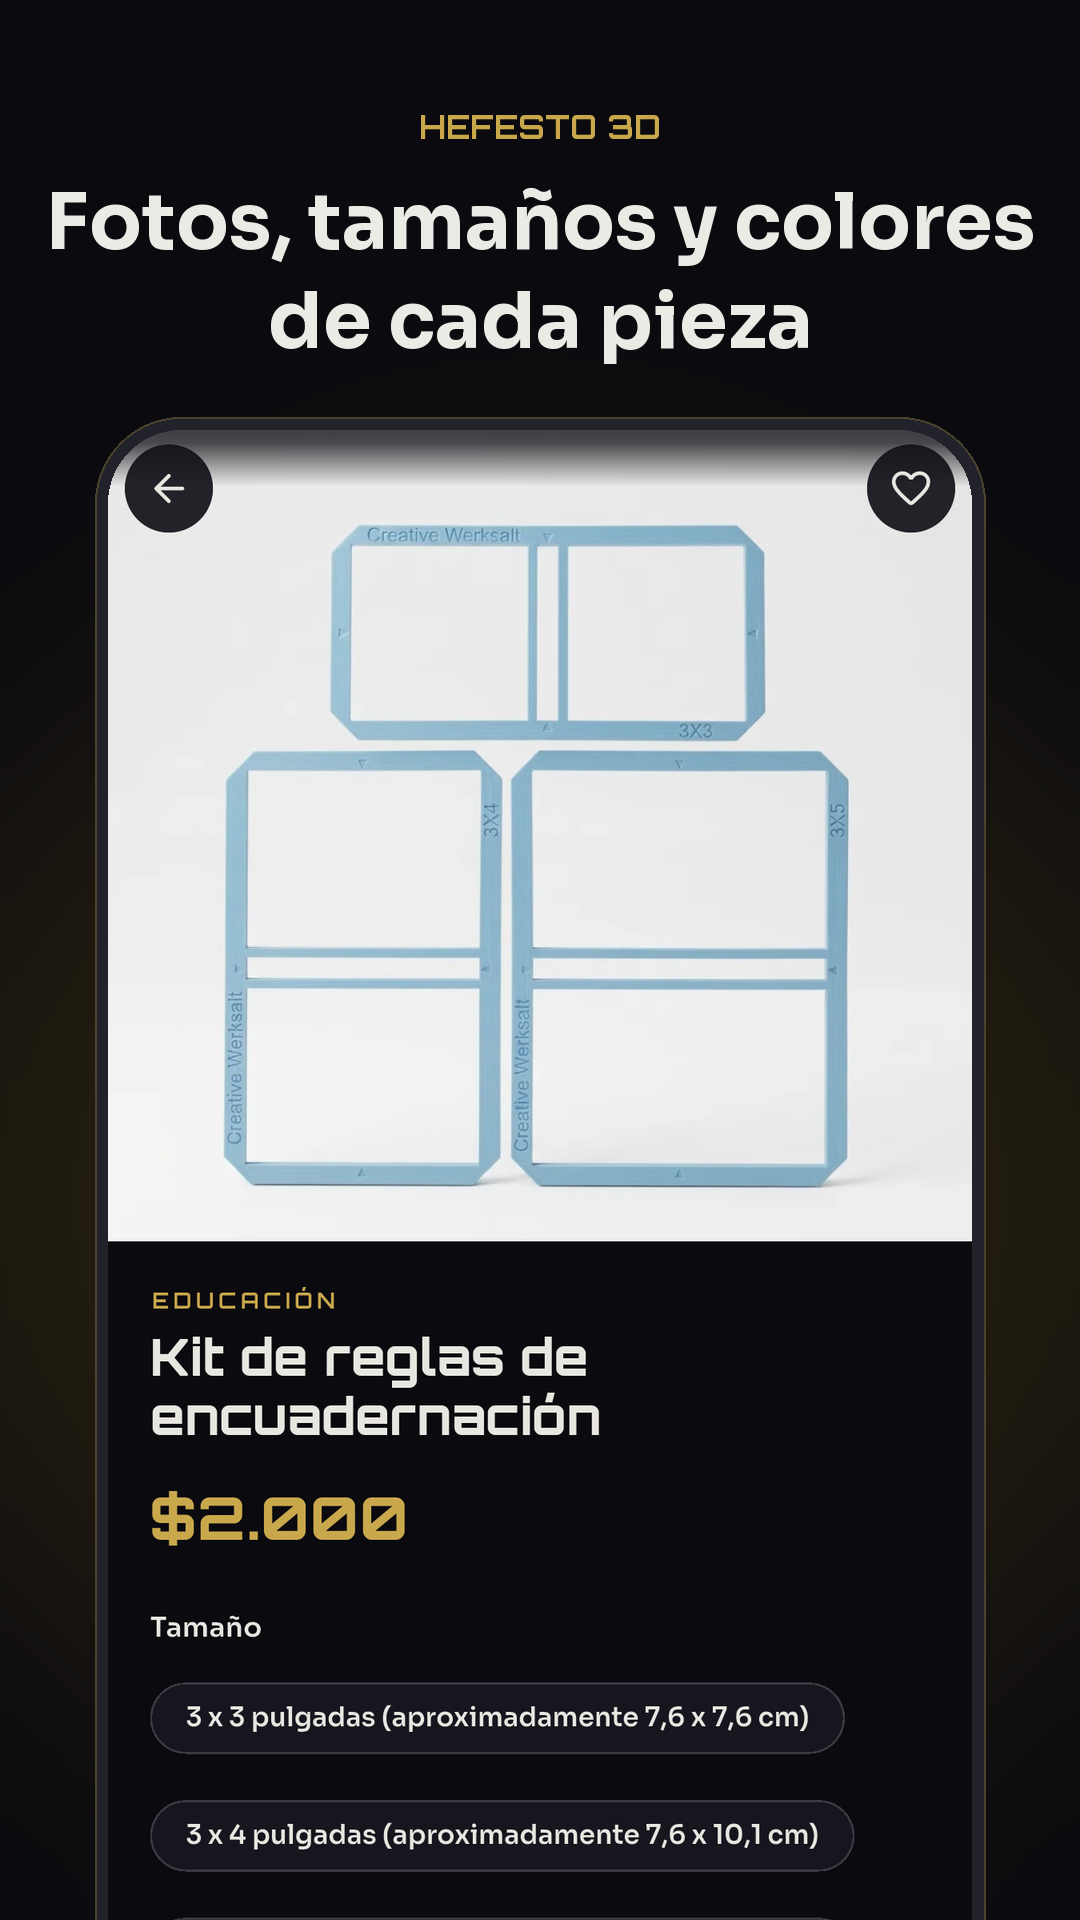 HEFESTO 3D
Fotos, tamaños y colores
de cada pieza
Creative Werksalt
3X3
3X4
3X5
Creative Werksalt
Creative Werksalt
EDUCACIÓN
Kit de reglas de
encuadernación
$2.000
Tamaño
3 x 3 pulgadas (aproximadamente 7,6 x 7,6 cm)
3 x 4 pulgadas (aproximadamente 7,6 x 10,1 cm)